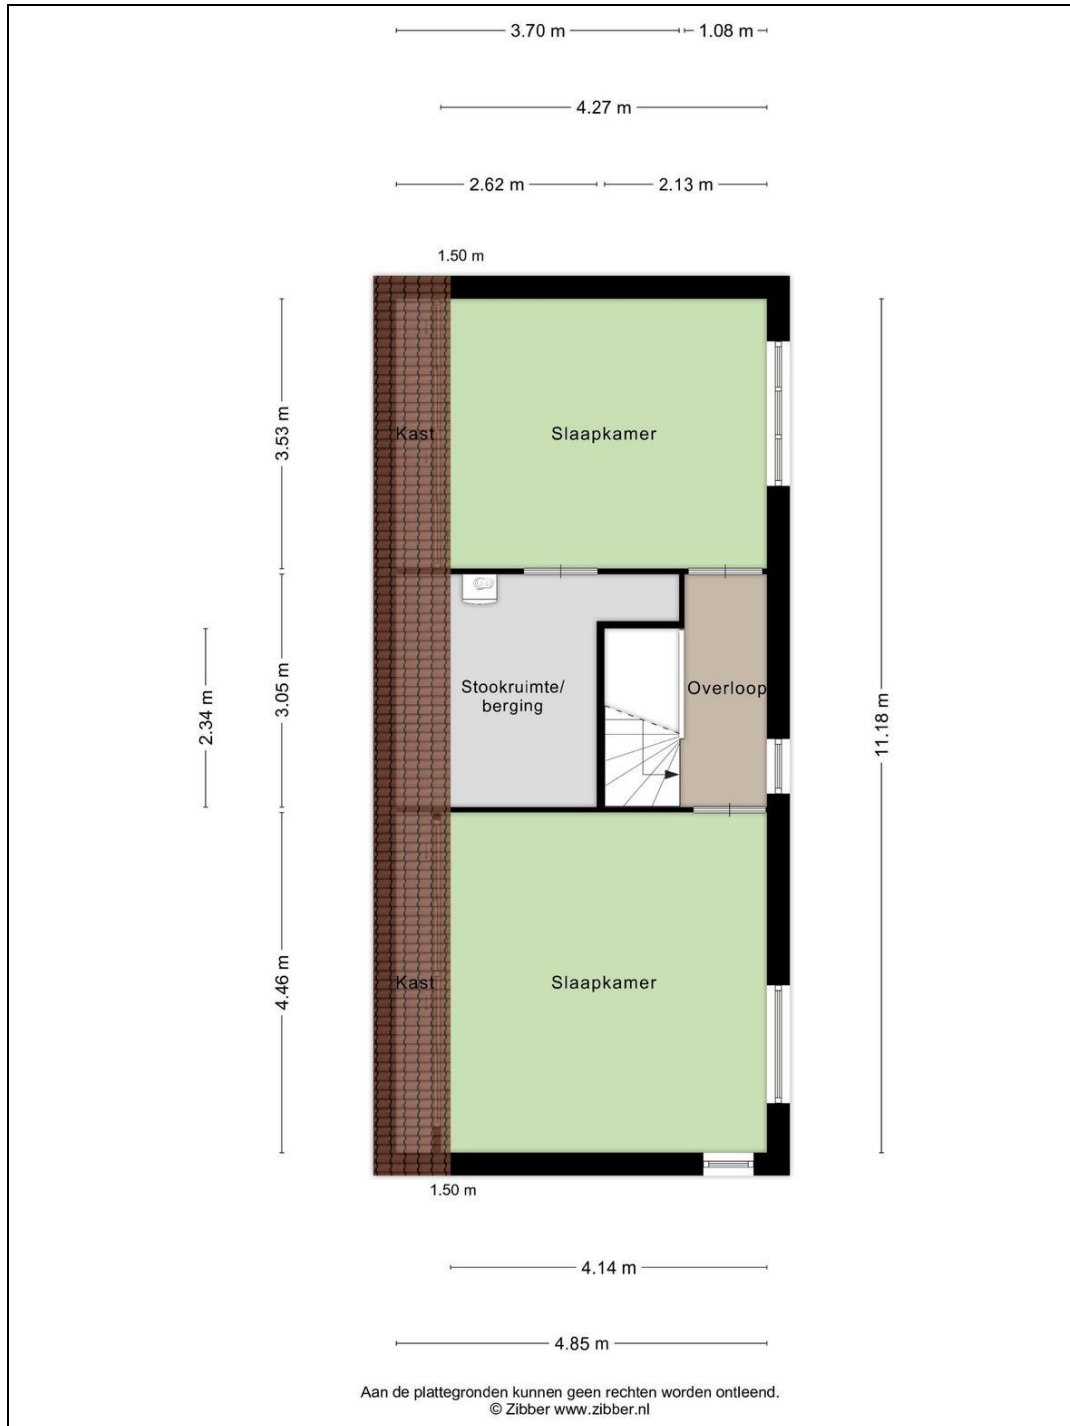 3.70 m
1.08 m
4.27 m
2.62 m
2.13 m
1.50 m
3.53 m
Kast
Slaapkamer
2.34 m
3.05 m
Stookruimte/
berging
Overloop
11.18 m
4.46 m
Kast
Slaapkamer
1.50 m
4.14 m
4.85 m
Aan de plattegronden kunnen geen rechten worden ontleend.
© Zibber www.zibber.nl